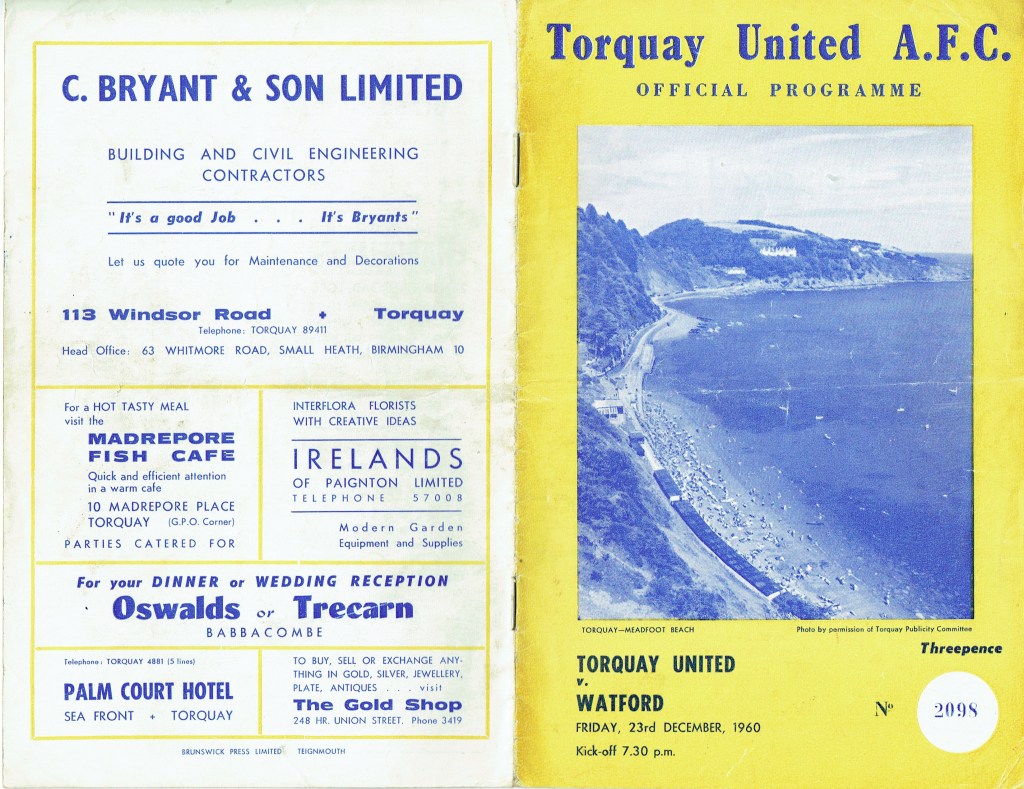 C. BRYANT & SON LIMITED
BUILDING AND CIVIL ENGINEERING
CONTRACTORS
"It's a good Job . . . It's Bryants"
Let us quote you for Maintenance and Decorations
113 Windsor Road + Torquay
Telephone: TORQUAY 89411
Head Office: 63 WHITMORE ROAD, SMALL HEATH, BIRMINGHAM 10
For a HOT TASTY MEAL
visit the
MADREPORE
FISH CAFE
Quick and efficient attention
in a warm cafe
10 MADREPORE PLACE
TORQUAY (G.P.O. Corner)
PARTIES CATERED FOR
INTERFLORA FLORISTS
WITH CREATIVE IDEAS
IRELANDS
OF PAIGNTON LIMITED
TELEPHONE 57008
Modern Garden
Equipment and Supplies
For your DINNER or WEDDING RECEPTION
Oswalds or Trecarn
BABBACOMBE
Telephone: TORQUAY 4881 (5 lines)
PALM COURT HOTEL
SEA FRONT + TORQUAY
TO BUY, SELL OR EXCHANGE ANY-
THING IN GOLD, SILVER, JEWELLERY,
PLATE, ANTIQUES . . . visit
The Gold Shop
248 HR. UNION STREET. Phone 3419
BRUNSWICK PRESS LIMITED TEIGNMOUTH
Torquay United A.F.C.
OFFICIAL PROGRAMME
TORQUAY—MEADFOOT BEACH
Photo by permission of Torquay Publicity Committee
Threepence
TORQUAY UNITED
v.
WATFORD
FRIDAY, 23rd DECEMBER, 1960
Kick-off 7.30 p.m.
No 2098